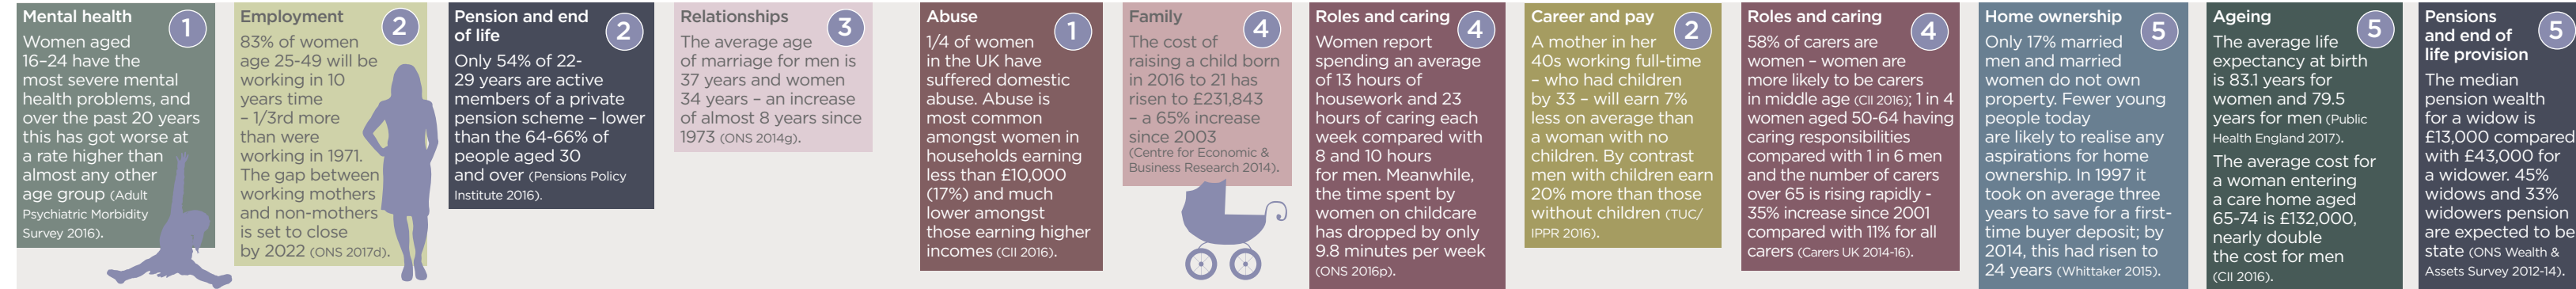 Mental health
1
Women aged
16–24 have the
most severe mental
health problems, and
over the past 20 years
this has got worse at
a rate higher than
almost any other
age group (Adult
Psychiatric Morbidity
Survey 2016).
Employment
2
83% of women
age 25-49 will be
working in 10
years time
– 1/3rd more
than were
working in 1971.
The gap between
working mothers
and non-mothers
is set to close
by 2022 (ONS 2017d).
Pension and end
of life
2
Only 54% of 22-
29 years are active
members of a private
pension scheme – lower
than the 64-66% of
people aged 30
and over (Pensions Policy
Institute 2016).
Relationships
3
The average age
of marriage for men is
37 years and women
34 years – an increase
of almost 8 years since
1973 (ONS 2014g).
Abuse
1
1/4 of women
in the UK have
suffered domestic
abuse. Abuse is
most common
amongst women in
households earning
less than £10,000
(17%) and much
lower amongst
those earning higher
incomes (CII 2016).
Family
4
The cost of
raising a child born
in 2016 to 21 has
risen to £231,843
– a 65% increase
since 2003
(Centre for Economic &
Business Research 2014).
Roles and caring
4
Women report
spending an average
of 13 hours of
housework and 23
hours of caring each
week compared with
8 and 10 hours
for men. Meanwhile,
the time spent by
women on childcare
has dropped by only
9.8 minutes per week
(ONS 2016p).
Career and pay
2
A mother in her
40s working full-time
– who had children
by 33 – will earn 7%
less on average than
a woman with no
children. By contrast
men with children earn
20% more than those
without children (TUC/
IPPR 2016).
Roles and caring
4
58% of carers are
women – women are
more likely to be carers
in middle age (CII 2016); 1 in 4
women aged 50-64 having
caring responsibilities
compared with 1 in 6 men
and the number of carers
over 65 is rising rapidly -
35% increase since 2001
compared with 11% for all
carers (Carers UK 2014-16).
Home ownership
5
Only 17% married
men and married
women do not own
property. Fewer young
people today
are likely to realise any
aspirations for home
ownership. In 1997 it
took on average three
years to save for a first-
time buyer deposit; by
2014, this had risen to
24 years (Whittaker 2015).
Ageing
5
The average life
expectancy at birth
is 83.1 years for
women and 79.5
years for men (Public
Health England 2017).
The average cost for
a woman entering
a care home aged
65-74 is £132,000,
nearly double
the cost for men
(CII 2016).
Pensions
and end of
life provision
5
The median
pension wealth
for a widow is
£13,000 compared
with £43,000 for
a widower. 45%
widows and 33%
widowers pension
are expected to be
state (ONS Wealth &
Assets Survey 2012-14).